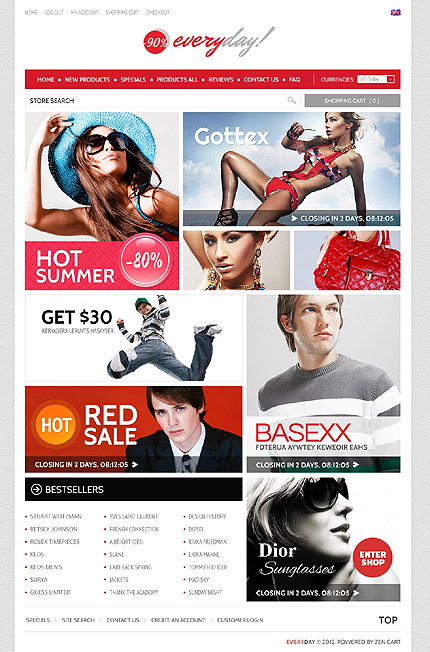 HOME LOG OUT MY ACCOUNT SHOPPING CART CHECKOUT
-90% everyday!
HOME NEW PRODUCTS SPECIALS PRODUCTS ALL REVIEWS CONTACT US FAQ CURRENCIES US Dollar
STORE SEARCH SHOPPING CART ( 0 )
Gottex
CLOSING IN 2 DAYS, 08:12:05
HOT
SUMMER
-80%
GET $30
KERYADERA LERUYTS HASAYSER
HOT
RED
SALE
CLOSING IN 2 DAYS, 08:12:05
BASEXX
FDTERUA AYWTEY KEWEOIR EAHS
CLOSING IN 2 DAYS, 08:12:05
BESTSELLERS
STUART WEITZMAN YVES SAINT LAURENT DESIGN HISTORY
BETSEY JOHNSON FRENCH CONNECTION DIESEL
ROLEX TIMEPIECES A BRIGHT IDEAL RIVKA FRIEDMAN
KEDS SLANE LIORA MANNE
KEDS MEN'S LAID-BACK SPRING TOMMY HILFIGER
SURYA JACKETS MAD SKY
GUESS LIMITED THANK THE ACADEMY SUNDAY NIGHT
Dior
Sunglasses
ENTER
SHOP
CLOSING IN 2 DAYS, 08:12:05
SPECIALS SITE SEARCH CONTACT US CREATE AN ACCOUNT CUSTOMER LOGIN TOP
EVERYDAY © 2012. POWERED BY ZEN CART